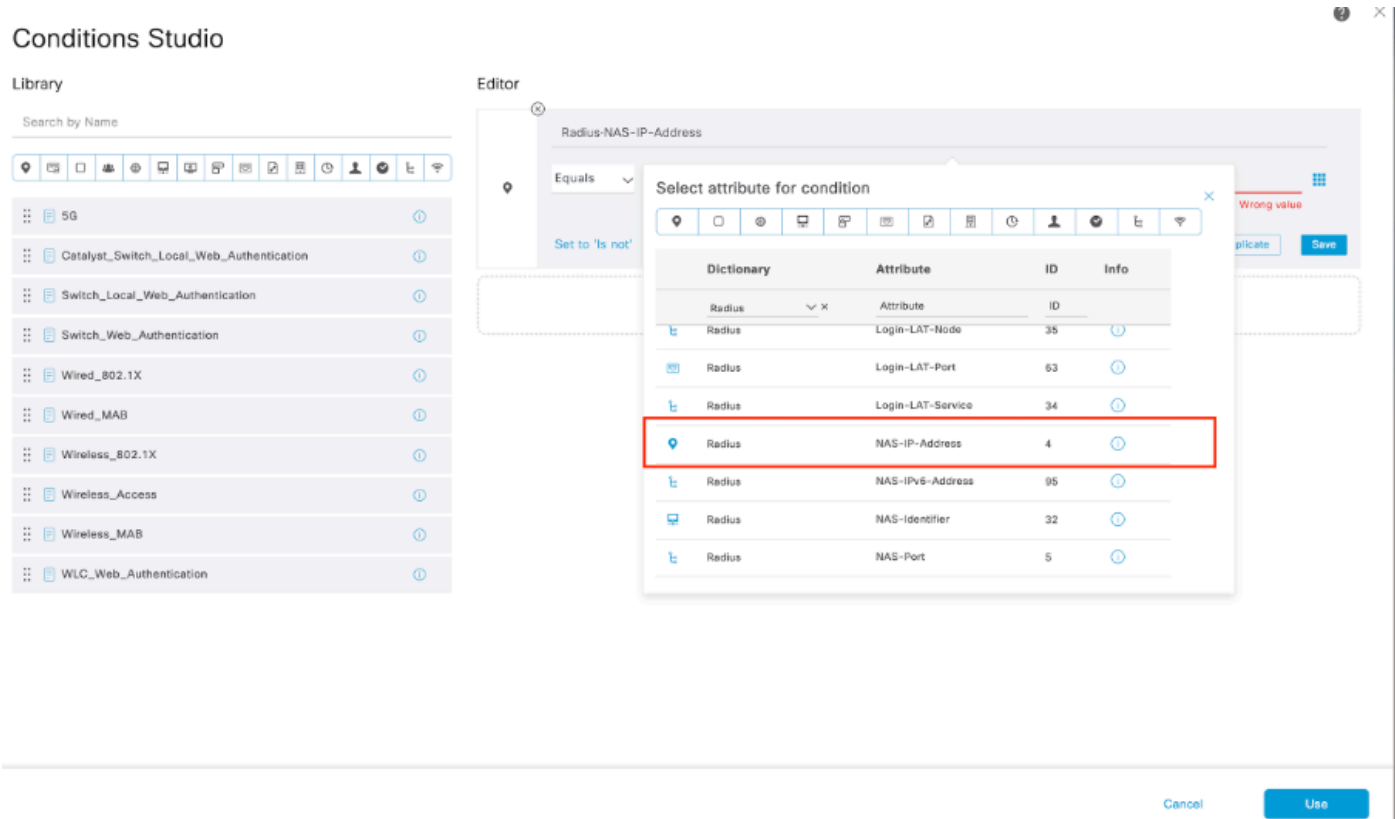 Conditions Studio
Library
Search by Name
5G
Catalyst_Switch_Local_Web_Authentication
Switch_Local_Web_Authentication
Switch_Web_Authentication
Wired_802.1X
Wired_MAB
Wireless_802.1X
Wireless_Access
Wireless_MAB
WLC_Web_Authentication
Editor
Radius-NAS-IP-Address
Equals
Set to 'Is not'
Wrong value
plicate Save
Select attribute for condition
Dictionary Attribute ID Info
Radius Attribute ID
Radius Login-LAT-Node 35
Radius Login-LAT-Port 63
Radius Login-LAT-Service 34
Radius NAS-IP-Address 4
Radius NAS-IPv6-Address 95
Radius NAS-Identifier 32
Radius NAS-Port 5
Cancel Use